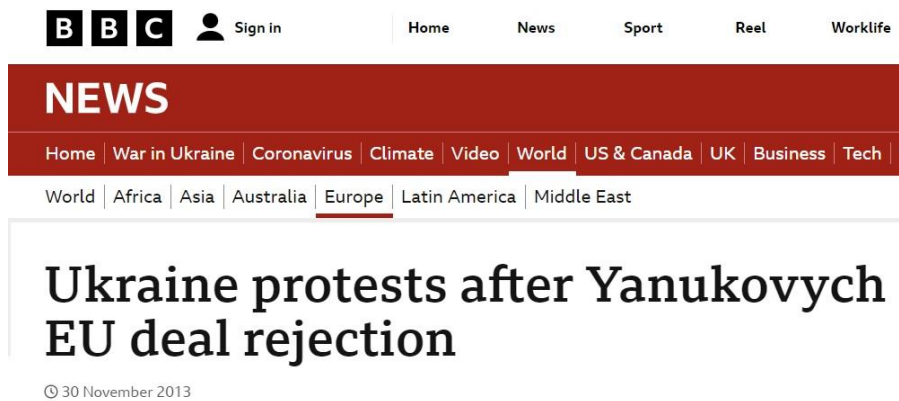 BBC Sign in Home News Sport Reel Worklife
NEWS
Home War in Ukraine Coronavirus Climate Video World US & Canada UK Business Tech
World Africa Asia Australia Europe Latin America Middle East
Ukraine protests after Yanukovych
EU deal rejection
30 November 2013